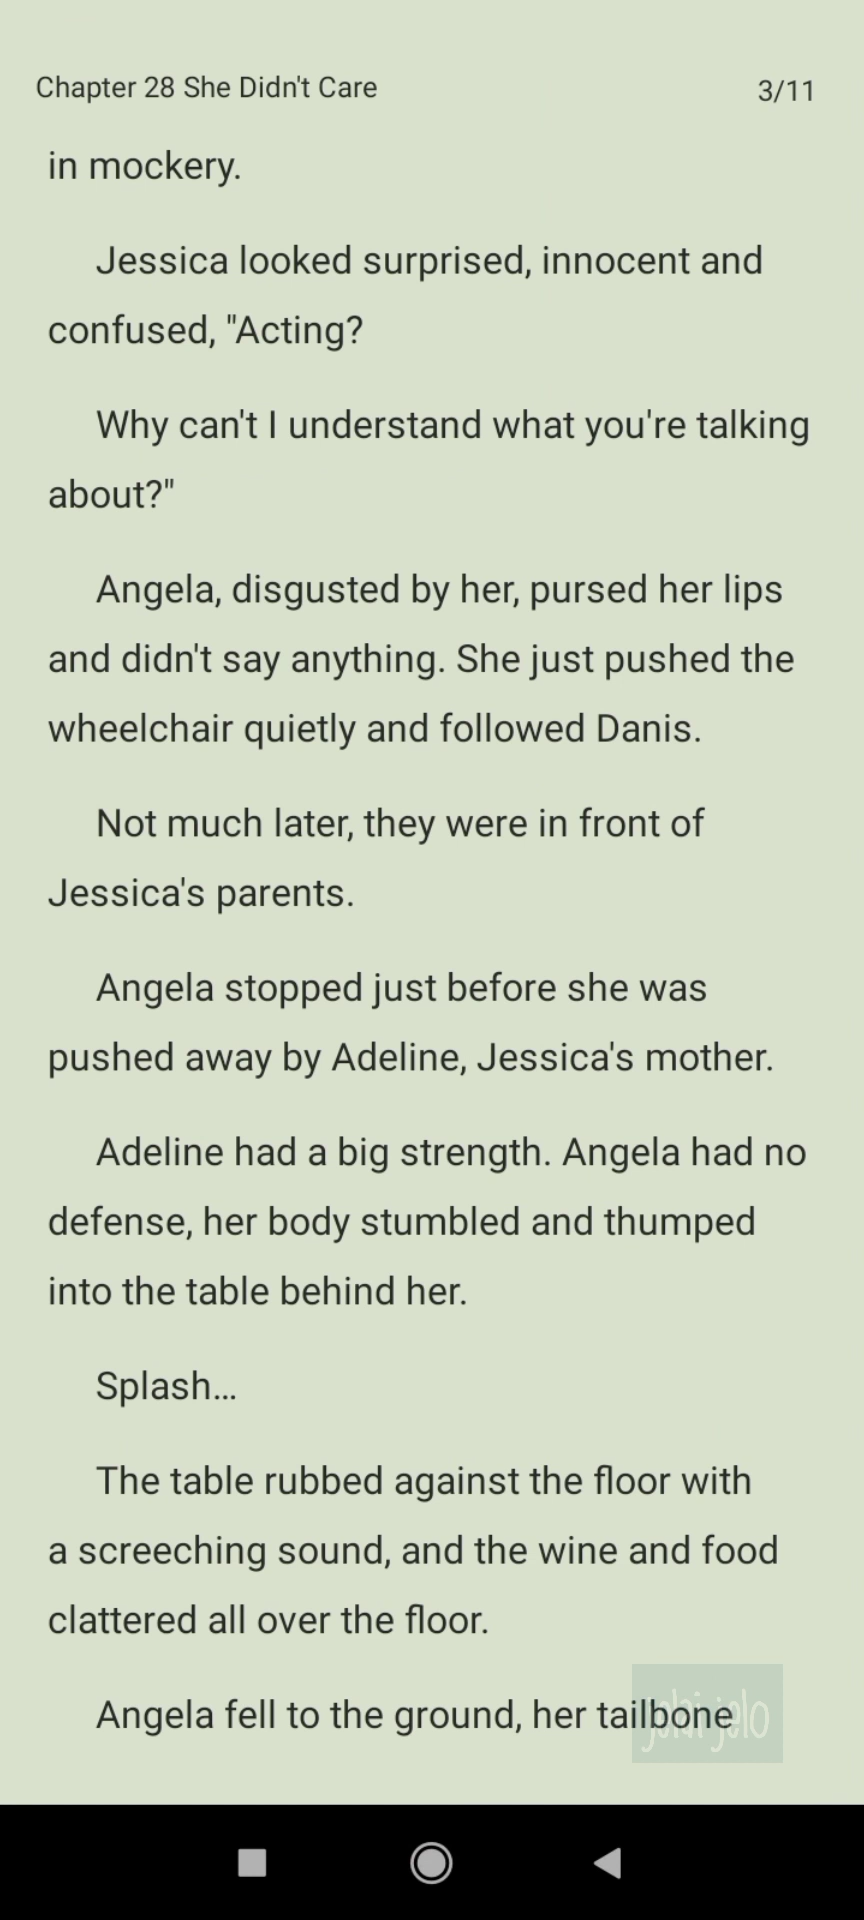 Chapter 28 She Didn't Care
3/11
in mockery.
Jessica looked surprised, innocent and
confused, "Acting?
Why can't I understand what you're talking
about?"
Angela, disgusted by her, pursed her lips
and didn't say anything. She just pushed the
wheelchair quietly and followed Danis.
Not much later, they were in front of
Jessica's parents.
Angela stopped just before she was
pushed away by Adeline, Jessica's mother.
Adeline had a big strength. Angela had no
defense, her body stumbled and thumped
into the table behind her.
Splash…
The table rubbed against the floor with
a screeching sound, and the wine and food
clattered all over the floor.
Angela fell to the ground, her tailbone
jelai jelo